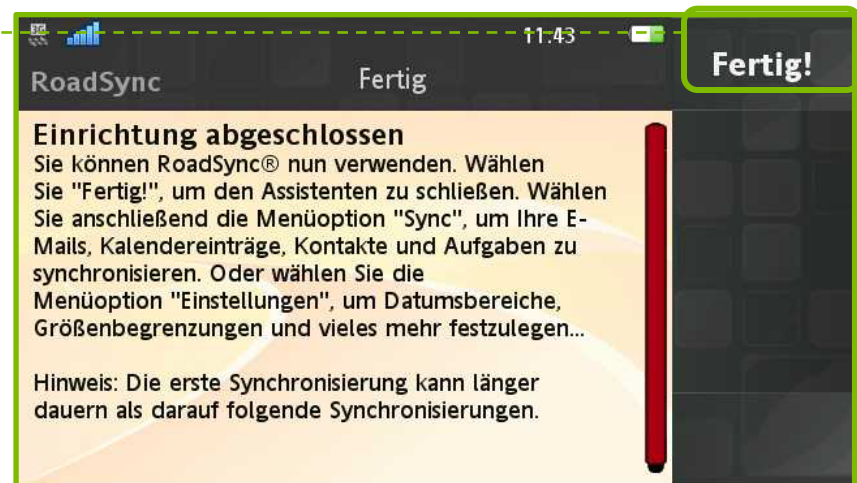 3G
11.43
RoadSync
Fertig
Fertig!
Einrichtung abgeschlossen
Sie können RoadSync® nun verwenden. Wählen
Sie "Fertig!", um den Assistenten zu schließen. Wählen
Sie anschließend die Menüoption "Sync", um Ihre E-
Mails, Kalendereinträge, Kontakte und Aufgaben zu
synchronisieren. Oder wählen Sie die
Menüoption "Einstellungen", um Datumsbereiche,
Größenbegrenzungen und vieles mehr festzulegen...
Hinweis: Die erste Synchronisierung kann länger
dauern als darauf folgende Synchronisierungen.